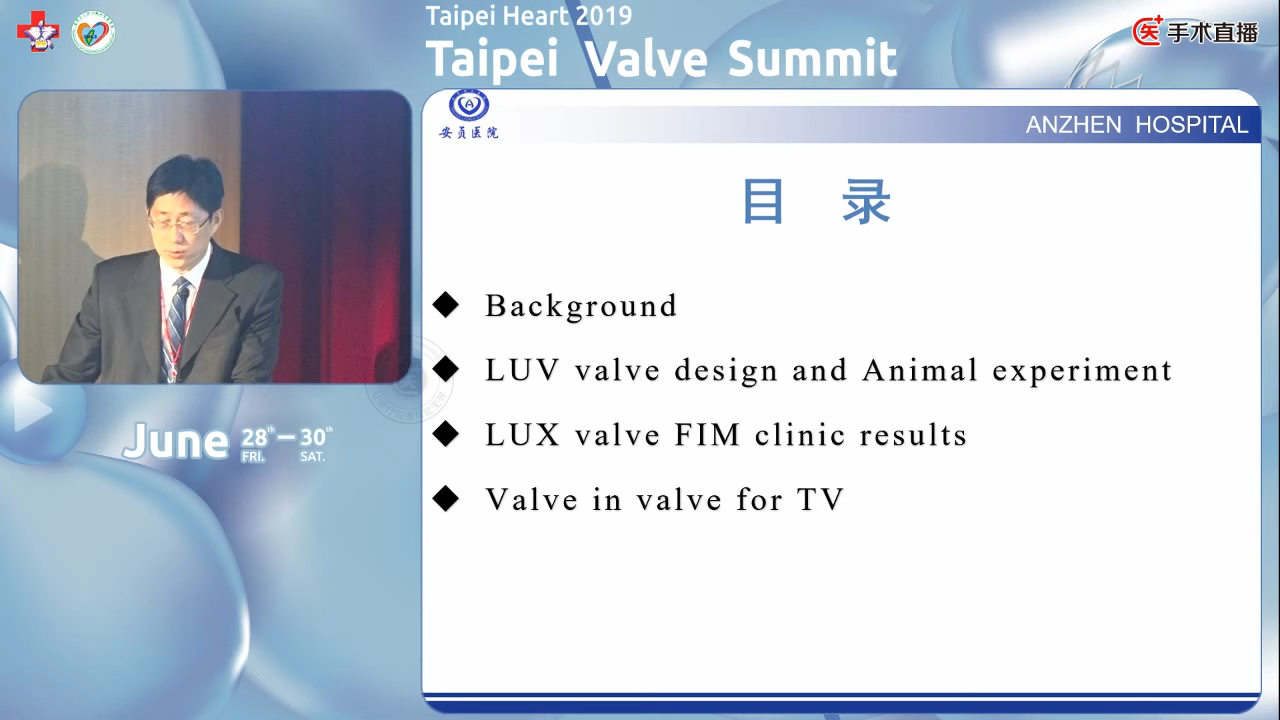 Taipei Heart 2019
Taipei Valve Summit
医 手术直播
安贞医院
ANZHEN HOSPITAL
目 录
Background
LUV valve design and Animal experiment
LUX valve FIM clinic results
Valve in valve for TV
June 28th–30th
FRI. SAT.